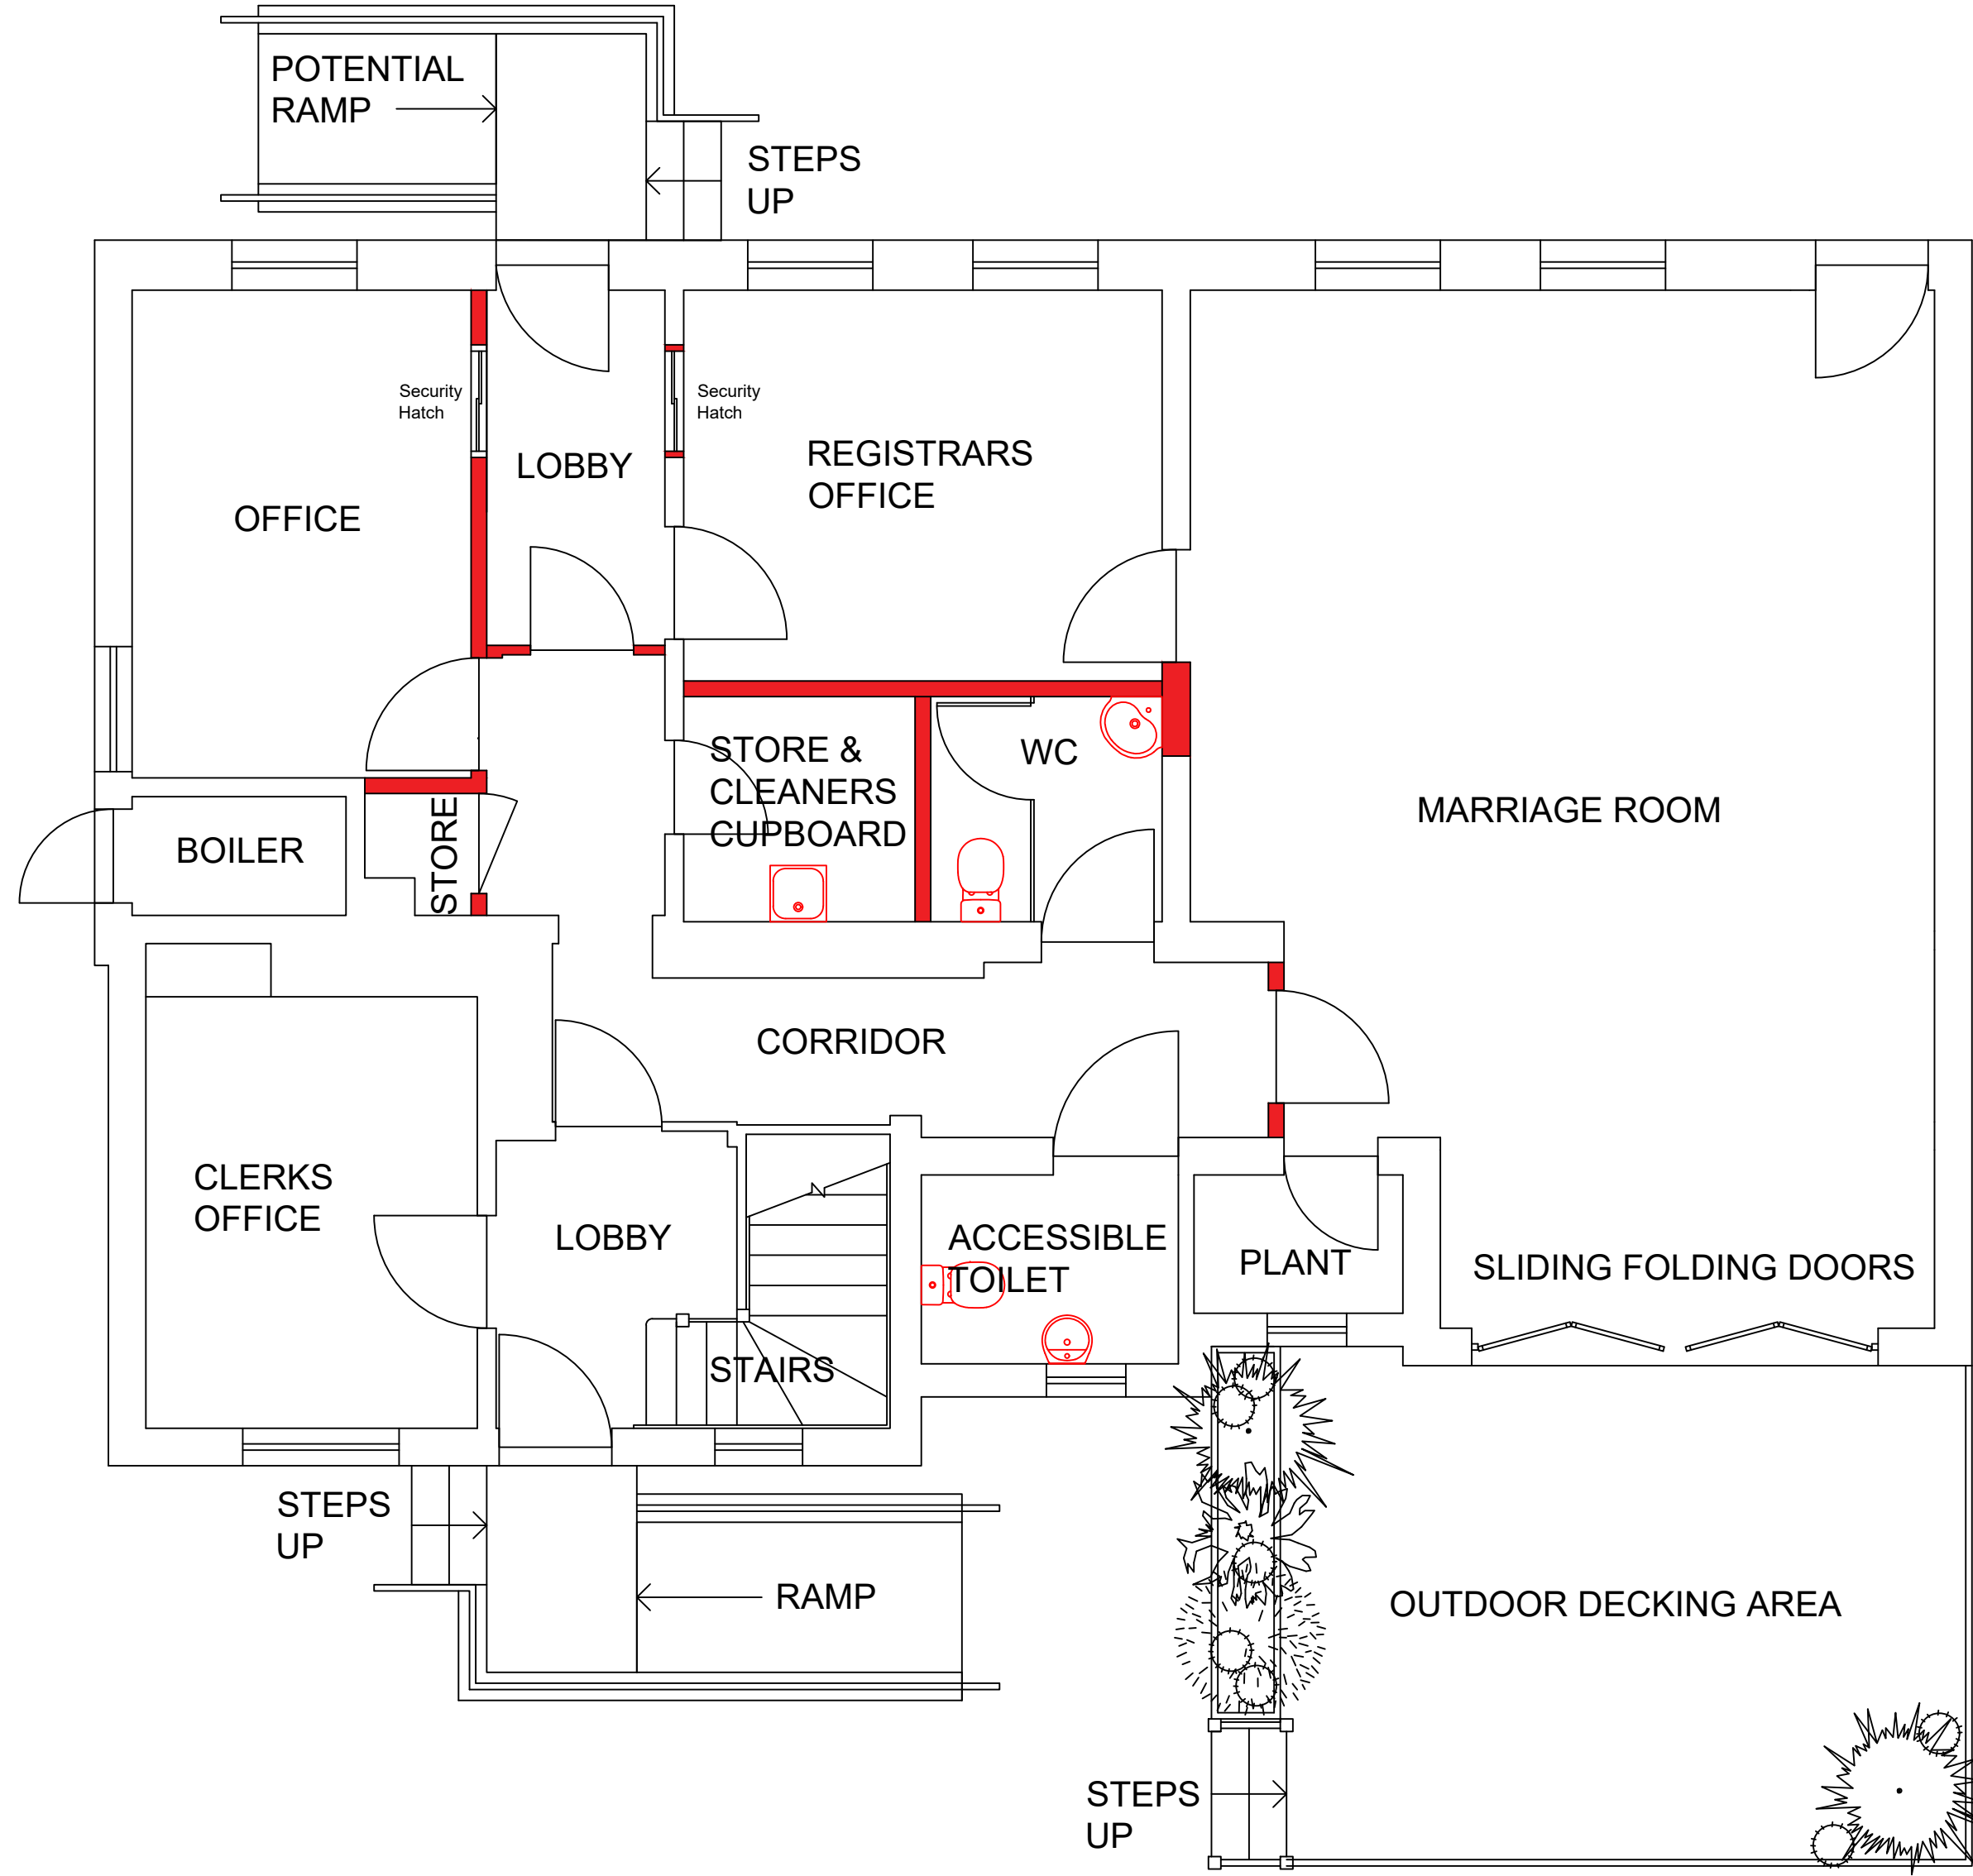 POTENTIAL
RAMP
STEPS
UP
Security
Hatch
Security
Hatch
LOBBY
REGISTRARS
OFFICE
OFFICE
STORE &
CLEANERS
CUPBOARD
WC
MARRIAGE ROOM
BOILER
STORE
CORRIDOR
CLERKS
OFFICE
LOBBY
ACCESSIBLE
TOILET
PLANT
SLIDING FOLDING DOORS
STAIRS
STEPS
UP
RAMP
OUTDOOR DECKING AREA
STEPS
UP